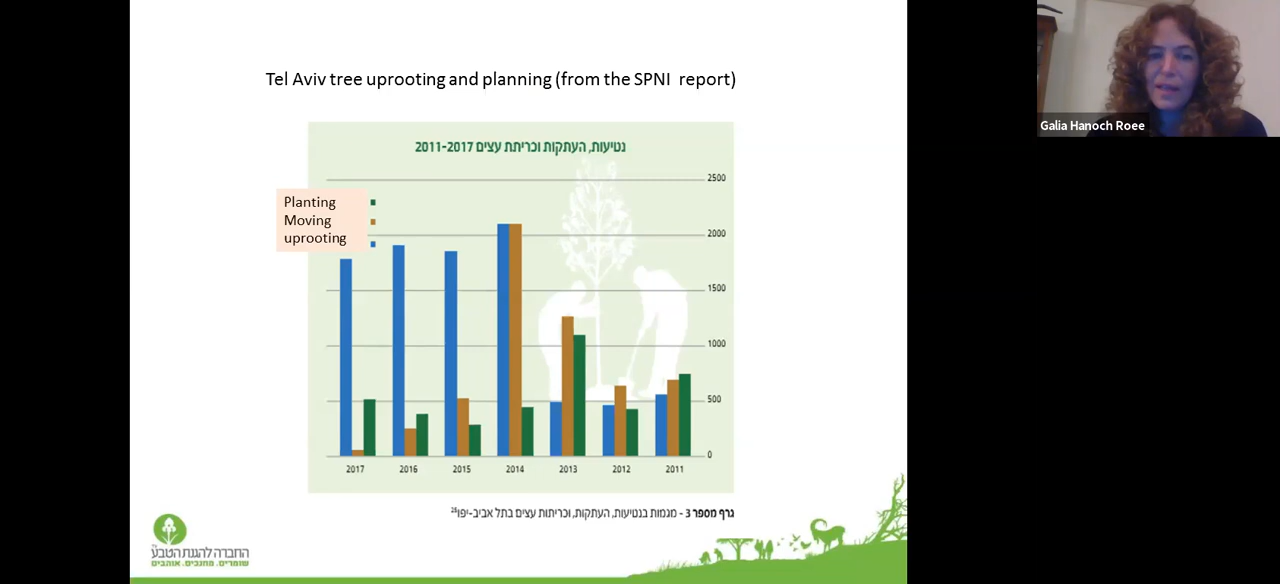 Tel Aviv tree uprooting and planning (from the SPNI report)
נטיעות, העתקות וכריתת עצים 2011-2017
Planting
Moving
uprooting
2500
2000
1500
1000
500
0
2017 2016 2015 2014 2013 2012 2011
גרף מספר 3 - מגמות בנטיעות, העתקות, וכריתות עצים בתל אביב-יפו²⁵
החברה להגנת הטבע
שומרים. מחנכים. אוהבים
Galia Hanoch Roee